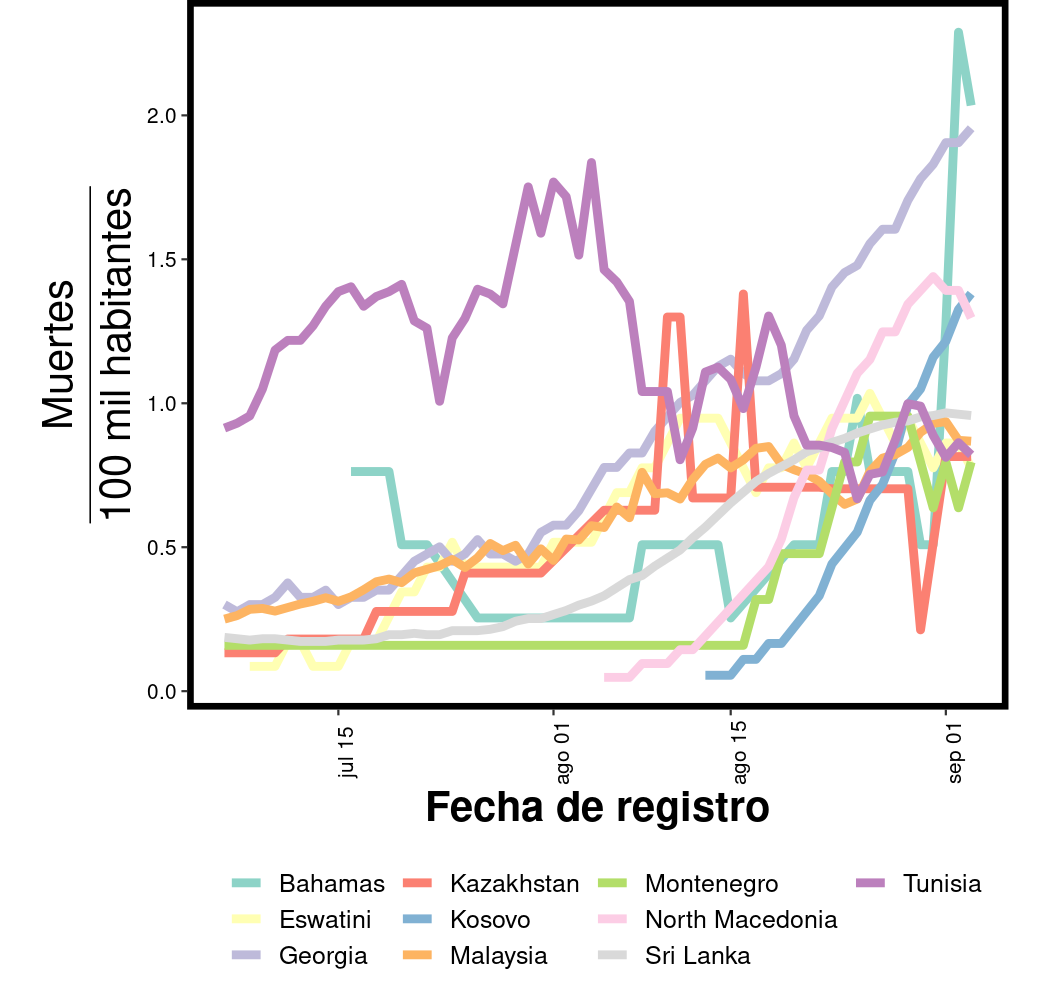 Muertes
100 mil habitantes
2.0
1.5
1.0
0.5
0.0
jul 15
ago 01
ago 15
sep 01
Fecha de registro
Bahamas Kazakhstan Montenegro Tunisia
Eswatini Kosovo North Macedonia
Georgia Malaysia Sri Lanka